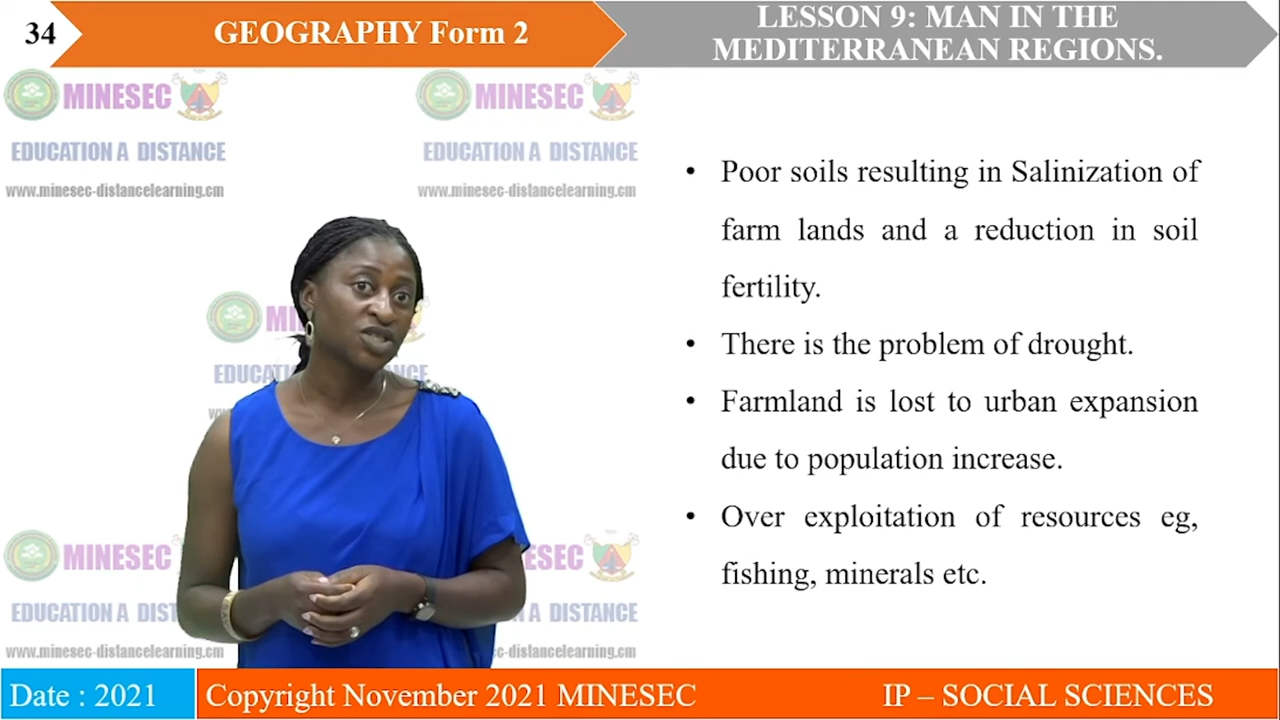 34
GEOGRAPHY Form 2
LESSON 9: MAN IN THE
MEDITERRANEAN REGIONS.
MINESEC
EDUCATION A DISTANCE
www.minesec-distancelearning.cm
MINESEC
EDUCATION A DISTANCE
www.minesec-distancelearning.cm
• Poor soils resulting in Salinization of
farm lands and a reduction in soil
fertility.
• There is the problem of drought.
• Farmland is lost to urban expansion
due to population increase.
• Over exploitation of resources eg,
fishing, minerals etc.
MINESEC
EDUCATION A DIST
www.minesec-distancelearning.cm
ESEC
A DISTANCE
c-distancelearning.cm
Date : 2021
Copyright November 2021 MINESEC
IP – SOCIAL SCIENCES